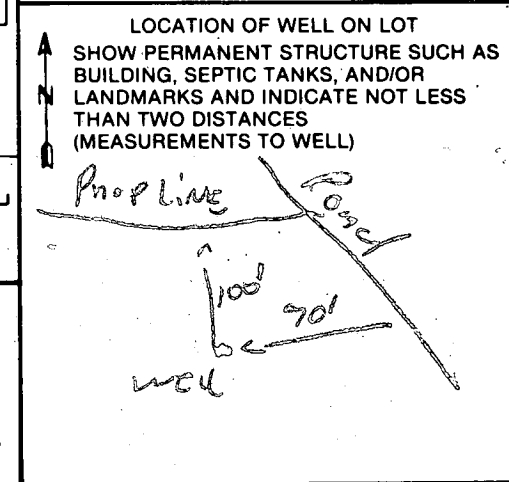 LOCATION OF WELL ON LOT
SHOW PERMANENT STRUCTURE SUCH AS
BUILDING, SEPTIC TANKS, AND/OR
N LANDMARKS AND INDICATE NOT LESS
THAN TWO DISTANCES
(MEASUREMENTS TO WELL)
Prop Line
Road
100'
70'
Well